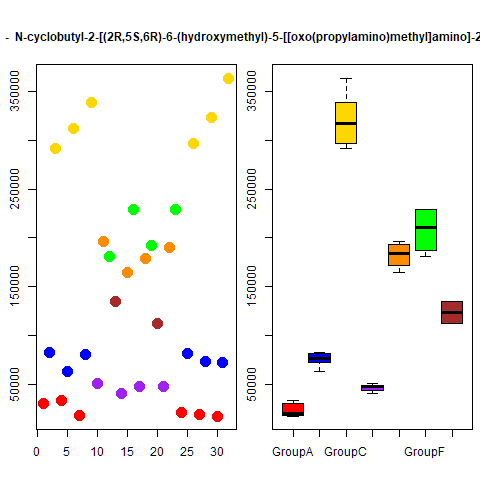 - N-cyclobutyl-2-[(2R,5S,6R)-6-(hydroxymethyl)-5-[[oxo(propylamino)methyl]amino]-2
350000
250000
150000
50000
0 5 10 15 20 25 30
350000
250000
150000
50000
GroupA GroupC GroupF